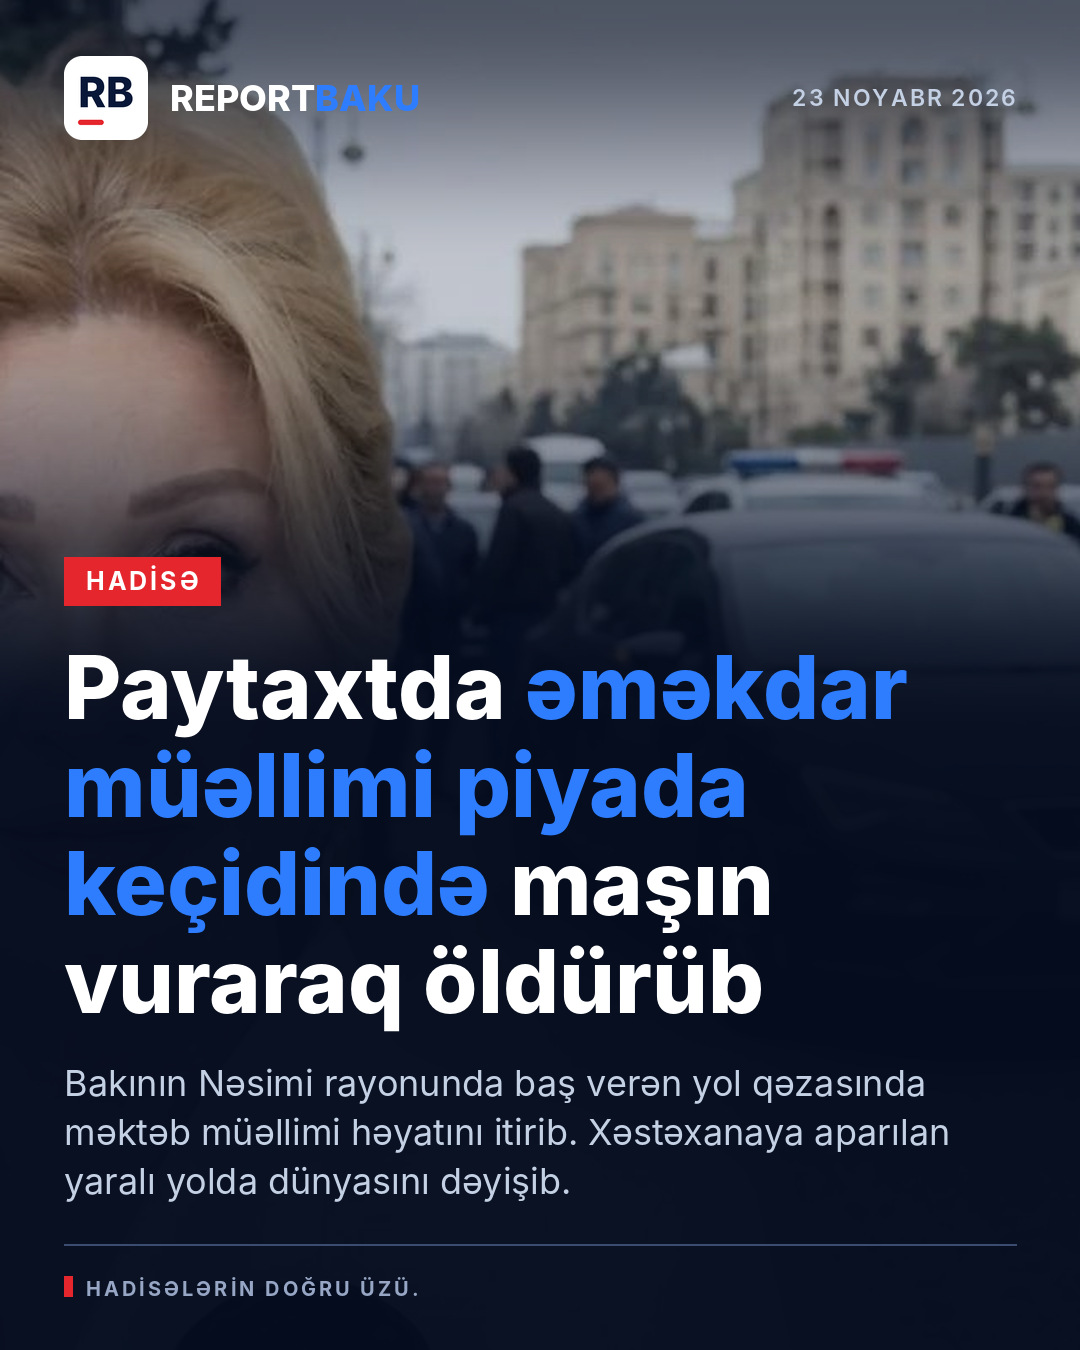 RB
REPORTBAKU
23 NOYABR 2026
HADİSƏ
Paytaxtda əməkdar
müəllimi piyada
keçidində maşın
vuraraq öldürüb
Bakının Nəsimi rayonunda baş verən yol qəzasında
məktəb müəllimi həyatını itirib. Xəstəxanaya aparılan
yaralı yolda dünyasını dəyişib.
HADİSƏLƏRİN DOĞRU ÜZÜ.